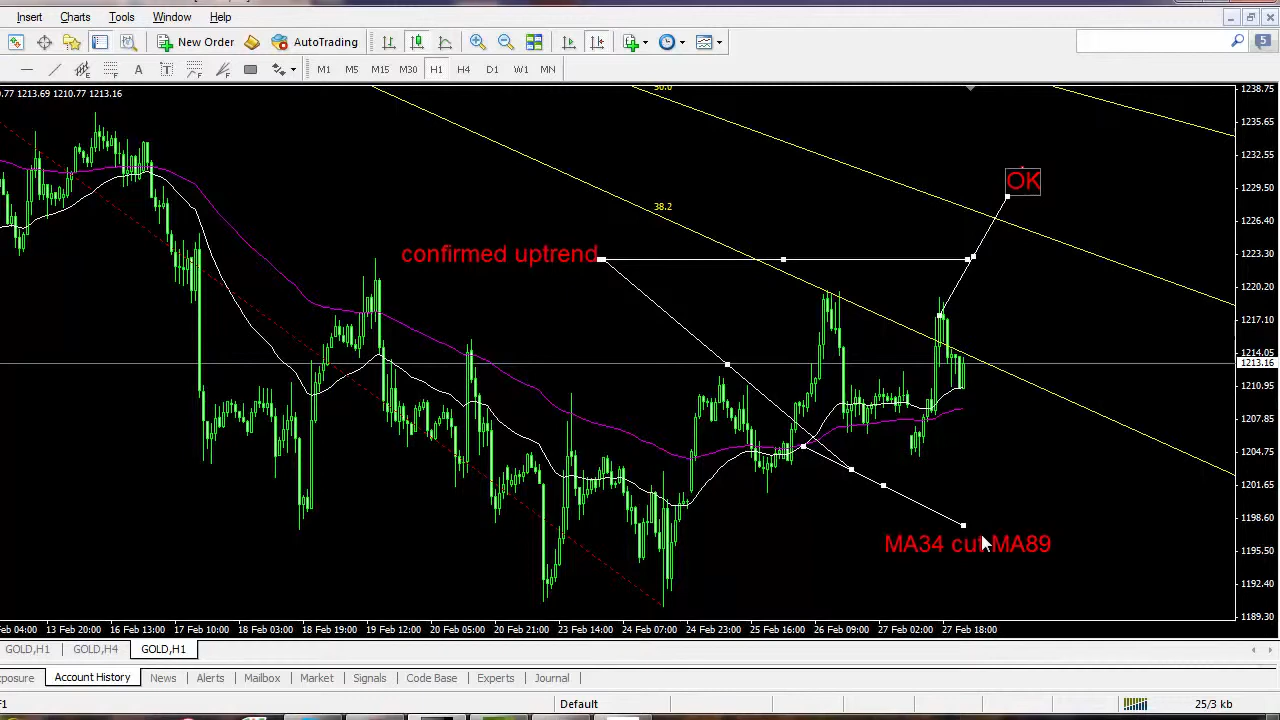 Insert Charts Tools Window Help
New Order AutoTrading 5
A T M1 M5 M15 M30 H1 H4 D1 W1 MN
.77 1213.69 1210.77 1213.16
38.2
OK
confirmed uptrend
MA34 cut MA89
1238.75
1235.65
1232.55
1229.50
1226.40
1223.30
1220.20
1217.10
1214.05
1213.16
1210.95
1207.85
1204.75
1201.65
1198.60
1195.50
1192.40
1189.30
eb 04:00 13 Feb 20:00 16 Feb 13:00 17 Feb 10:00 18 Feb 03:00 18 Feb 19:00 19 Feb 12:00 20 Feb 05:00 20 Feb 21:00 23 Feb 14:00 24 Feb 07:00 24 Feb 23:00 25 Feb 16:00 26 Feb 09:00 27 Feb 02:00 27 Feb 18:00
GOLD,H1 GOLD,H4 GOLD,H1
xposure Account History News Alerts Mailbox Market Signals Code Base Experts Journal
F1 Default 25/3 kb